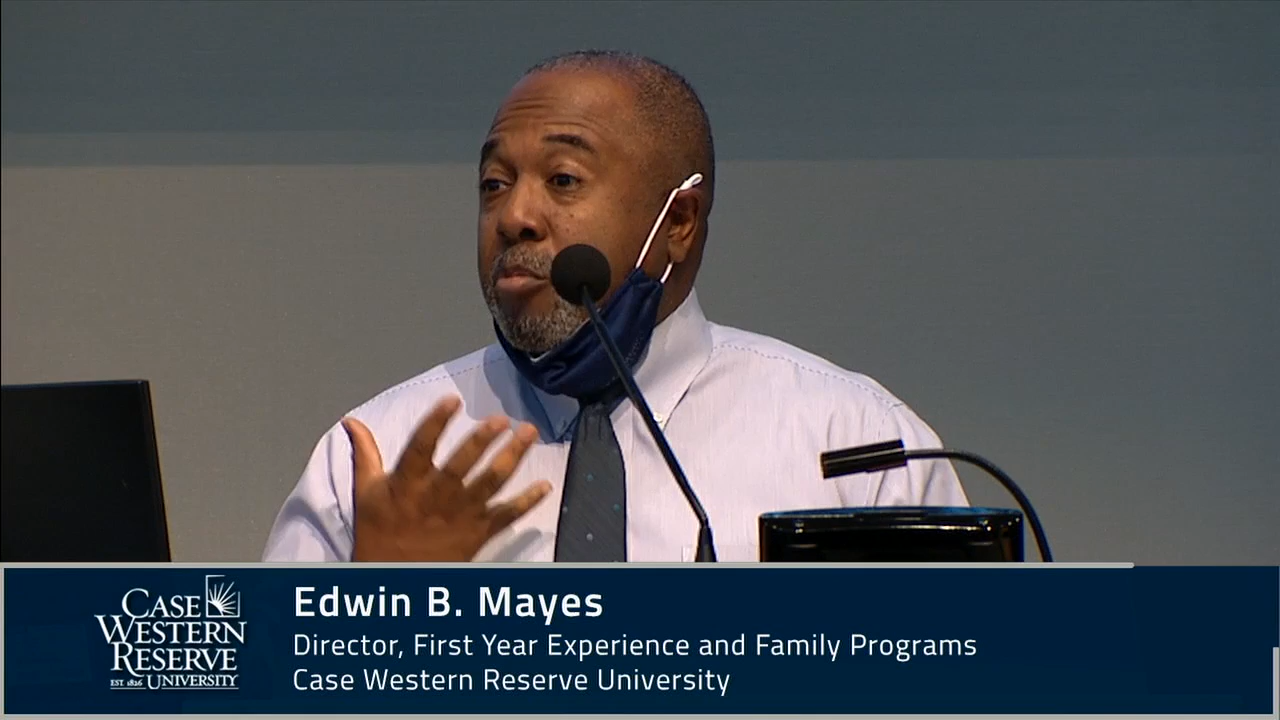 CASE
WESTERN
RESERVE
EST. 1826 UNIVERSITY
Edwin B. Mayes
Director, First Year Experience and Family Programs
Case Western Reserve University